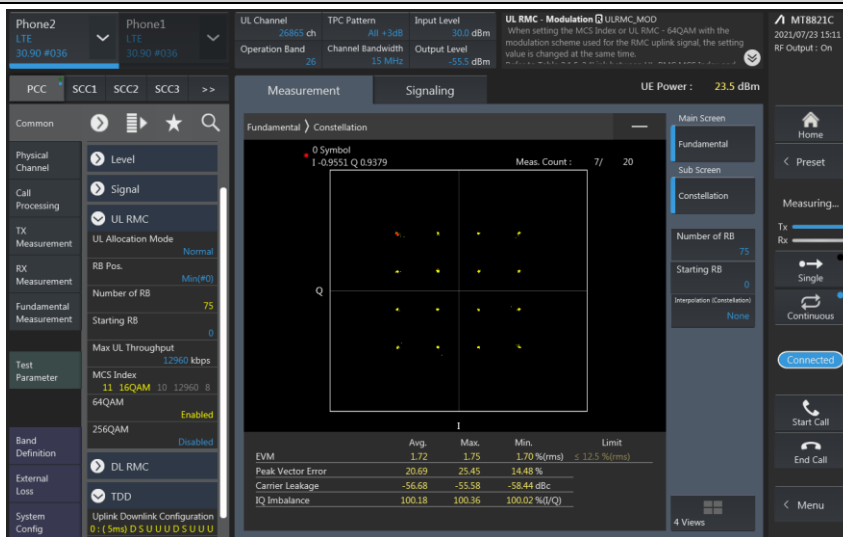 Phone2
LTE
30.90 #036
Phone1
LTE
30.90 #036
UL Channel
26865 ch
TPC Pattern
All +3dB
Input Level
30.0 dBm
Operation Band
26
Channel Bandwidth
15 MHz
Output Level
-55.5 dBm
UL RMC - Modulation R ULRMC_MOD
When setting the MCS Index or UL RMC - 64QAM with the
modulation scheme used for the RMC uplink signal, the setting
value is changed at the same time.
MT8821C
2021/07/23 15:11
RF Output : On
PCC SCC1 SCC2 SCC3 >>
Measurement
Signaling
UE Power : 23.5 dBm
Common
Physical
Channel
Call
Processing
TX
Measurement
RX
Measurement
Fundamental
Measurement
Test
Parameter
Band
Definition
External
Loss
System
Config
Level
Signal
UL RMC
UL Allocation Mode
Normal
RB Pos.
Min(#0)
Number of RB
75
Starting RB
0
Max UL Throughput
12960 kbps
MCS Index
11 16QAM 10 12960 8
64QAM
Enabled
256QAM
Disabled
DL RMC
TDD
Uplink Downlink Configuration
0 : ( 5ms) D S U U U D S U U U
Fundamental > Constellation
0 Symbol
I -0.9551 Q 0.9379
Meas. Count : 7/ 20
Q
I
Avg. Max. Min. Limit
EVM 1.72 1.75 1.70 %(rms) ≤ 12.5 %(rms)
Peak Vector Error 20.69 25.45 14.48 %
Carrier Leakage -56.68 -55.58 -58.44 dBc
IQ Imbalance 100.18 100.36 100.02 %(I/Q)
Main Screen
Fundamental
Sub Screen
Constellation
Number of RB
75
Starting RB
0
Interpolation (Constellation)
None
4 Views
Home
< Preset
Measuring...
Tx
Rx
Single
Continuous
Connected
Start Call
End Call
< Menu